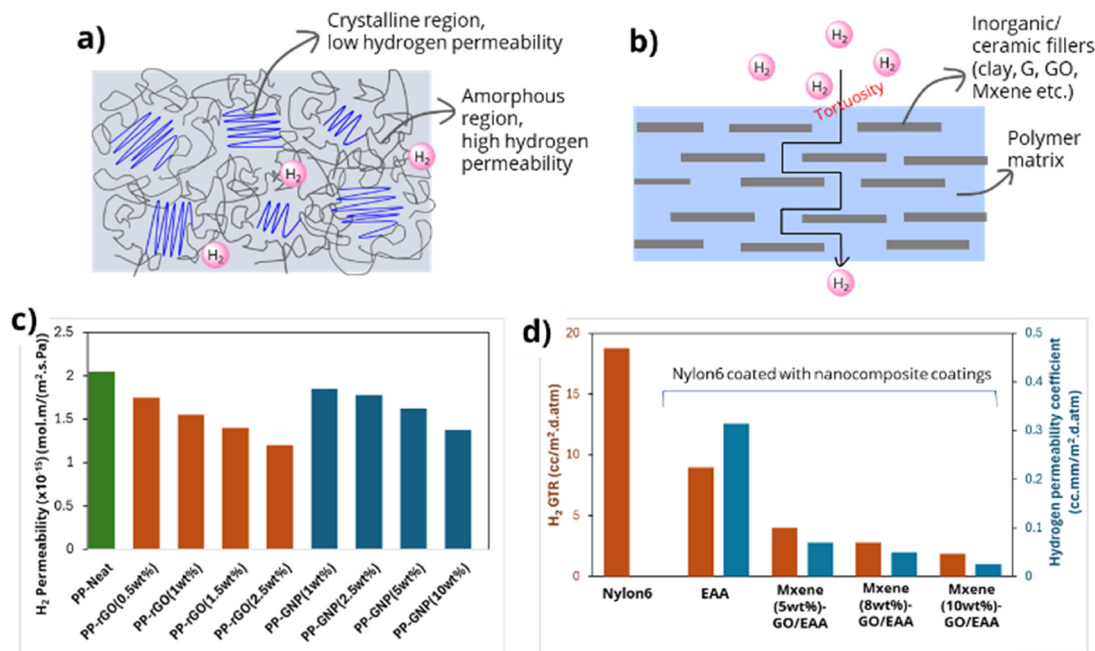 a)
Crystalline region,
low hydrogen permeability
Amorphous
region,
high hydrogen
permeability
H₂
H₂
H₂
b)
H₂
H₂
H₂
H₂
Tortuosity
Inorganic/
ceramic fillers
(clay, G, GO,
Mxene etc.)
Polymer
matrix
H₂
c)
H₂ Permeability (x10⁻¹⁵) (mol.m/(m².s.Pa))
2.5
2
1.5
1
0.5
0
PP-Neat
PP-rGO(0.5wt%)
PP-rGO(1wt%)
PP-rGO(1.5wt%)
PP-rGO(2.5wt%)
PP-GNP(1wt%)
PP-GNP(2.5wt%)
PP-GNP(5wt%)
PP-GNP(10wt%)
d)
H₂ GTR (cc/m².d.atm)
20
15
10
5
0
Nylon6 coated with nanocomposite coatings
0.5
0.4
0.3
0.2
0.1
0
Hydrogen permeability coefficient
(cc.mm/m².d.atm)
Nylon6
EAA
Mxene
(5wt%)-
GO/EAA
Mxene
(8wt%)-
GO/EAA
Mxene
(10wt%)-
GO/EAA